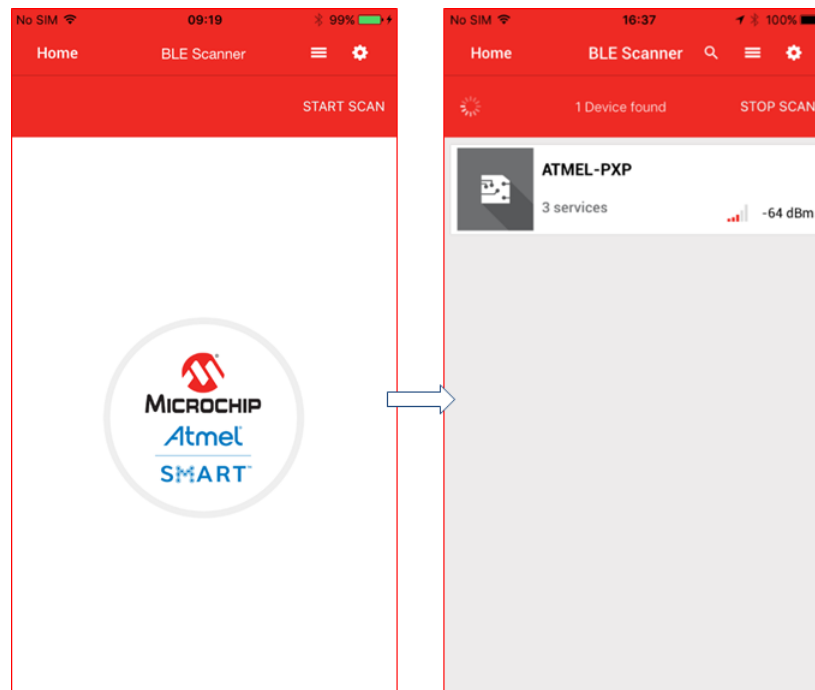 No SIM 09:19 99%
Home BLE Scanner
START SCAN
MICROCHIP
Atmel
SMART
No SIM 16:37 100%
Home BLE Scanner
1 Device found STOP SCAN
ATMEL-PXP
3 services
-64 dBm